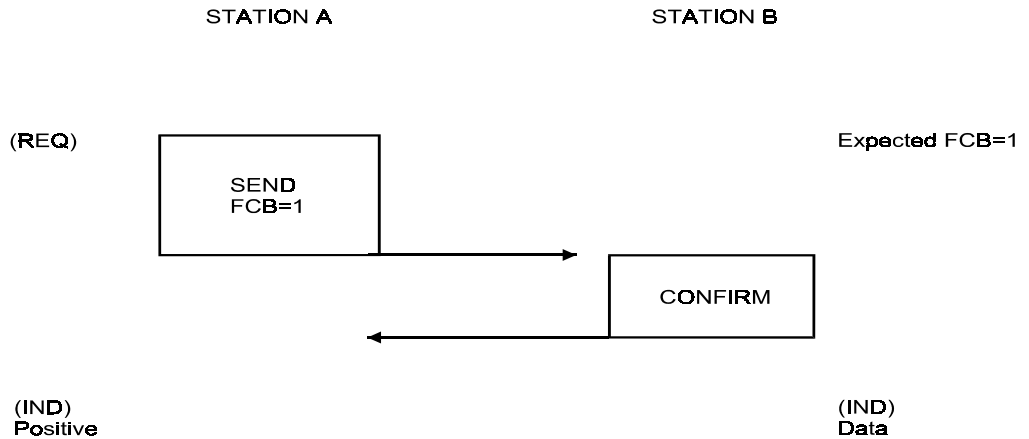 STATION A
STATION B
(REQ)
Expected FCB=1
SEND
FCB=1
CONFIRM
(IND)
Positive
(IND)
Data